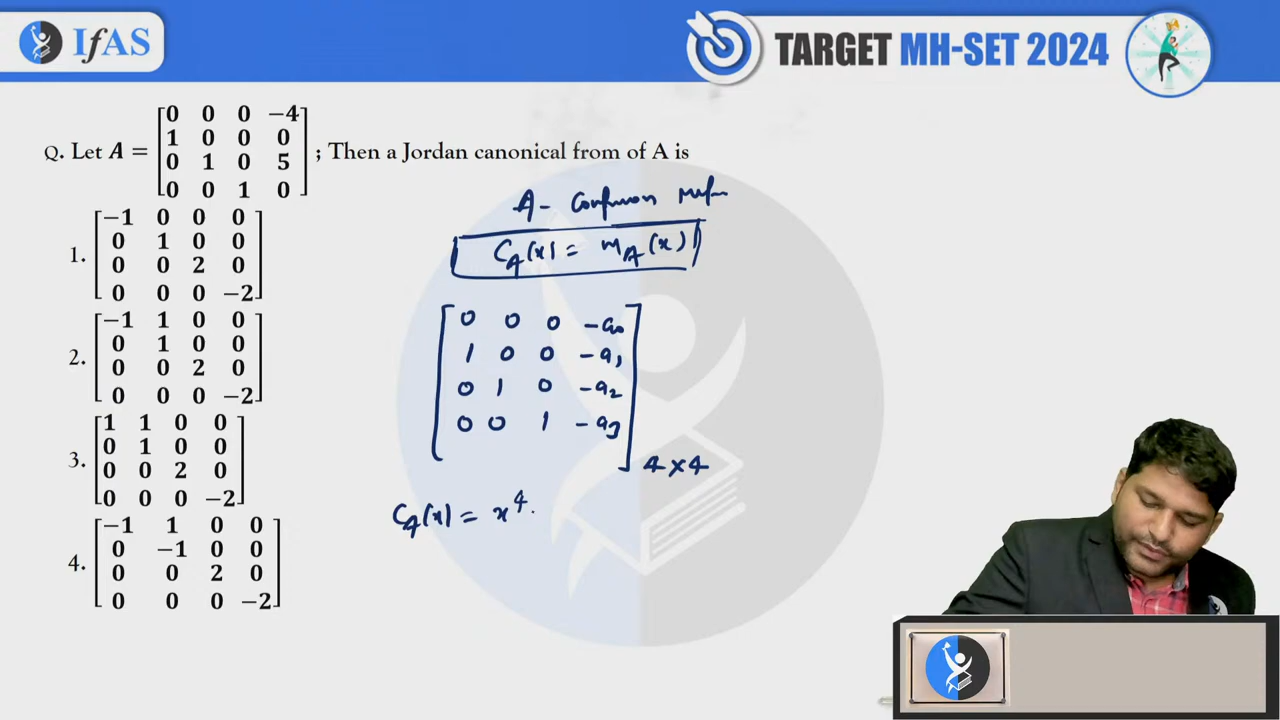 IfAS
TARGET MH-SET 2024
Q. Let A = [0 0 0 −4
1 0 0 0
0 1 0 5
0 0 1 0] ; Then a Jordan canonical from of A is
1. [−1 0 0 0
0 1 0 0
0 0 2 0
0 0 0 −2]
2. [−1 1 0 0
0 1 0 0
0 0 2 0
0 0 0 −2]
3. [1 1 0 0
0 1 0 0
0 0 2 0
0 0 0 −2]
4. [−1 1 0 0
0 −1 0 0
0 0 2 0
0 0 0 −2]
A -
C_A(x) = m_A(x)
[0 0 0 -a₀
1 0 0 -a₁
0 1 0 -a₂
0 0 1 -a₃] 4×4
C_A(x) = x⁴